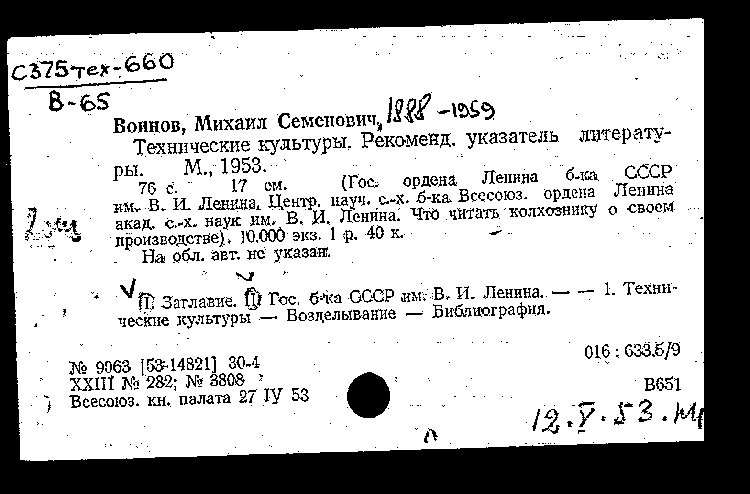 С375тех-660
В-65
Воинов, Михаил Семенович, 1888-1959
Технические культуры. Рекоменд. указатель литерату-
ры. М., 1953.
76 с. 17 см. (Гос. ордена Ленина б-ка СССР
им. В. И. Ленина. Центр. науч. с.-х. б-ка Всесоюз. ордена Ленина
акад. с.-х. наук им. В. И. Ленина. Что читать колхознику о своем
производстве). 10.000 экз. 1 р. 40 к.
На обл. авт. не указан.
I. Заглавие. II. Гос. б-ка СССР им. В. И. Ленина. — — 1. Техни-
ческие культуры — Возделывание — Библиография.
016 : 633.5/9
№ 9063 [53-14821] 30-4
XXIII № 282; № 3808
В651
Всесоюз. кн. палата 27 IV 53
12.V.53.